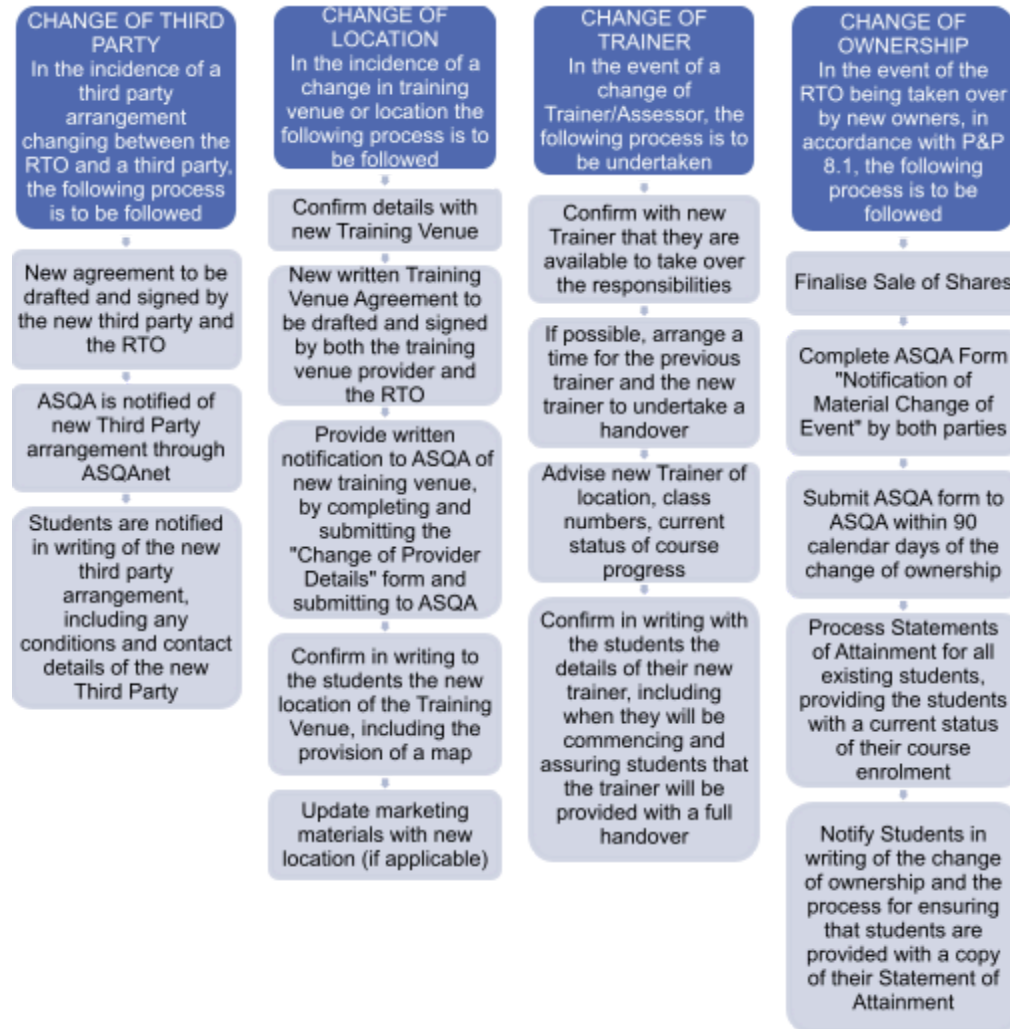 CHANGE OF THIRD
PARTY
In the incidence of a
third party
arrangement
changing between the
RTO and a third party,
the following process
is to be followed
New agreement to be
drafted and signed by
the new third party and
the RTO
ASQA is notified of
new Third Party
arrangement through
ASQAnet
Students are notified
in writing of the new
third party
arrangement,
including any
conditions and contact
details of the new
Third Party
CHANGE OF
LOCATION
In the incidence of a
change in training
venue or location the
following process is to
be followed
Confirm details with
new Training Venue
New written Training
Venue Agreement to
be drafted and signed
by both the training
venue provider and
the RTO
Provide written
notification to ASQA of
new training venue,
by completing and
submitting the
"Change of Provider
Details" form and
submitting to ASQA
Confirm in writing to
the students the new
location of the Training
Venue, including the
provision of a map
Update marketing
materials with new
location (if applicable)
CHANGE OF
TRAINER
In the event of a
change of
Trainer/Assessor, the
following process is to
be undertaken
Confirm with new
Trainer that they are
available to take over
the responsibilities
If possible, arrange a
time for the previous
trainer and the new
trainer to undertake a
handover
Advise new Trainer of
location, class
numbers, current
status of course
progress
Confirm in writing with
the students the
details of their new
trainer, including
when they will be
commencing and
assuring students that
the trainer will be
provided with a full
handover
CHANGE OF
OWNERSHIP
In the event of the
RTO being taken over
by new owners, in
accordance with P&P
8.1, the following
process is to be
followed
Finalise Sale of Shares
Complete ASQA Form
"Notification of
Material Change of
Event" by both parties
Submit ASQA form to
ASQA within 90
calendar days of the
change of ownership
Process Statements
of Attainment for all
existing students,
providing the students
with a current status
of their course
enrolment
Notify Students in
writing of the change
of ownership and the
process for ensuring
that students are
provided with a copy
of their Statement of
Attainment